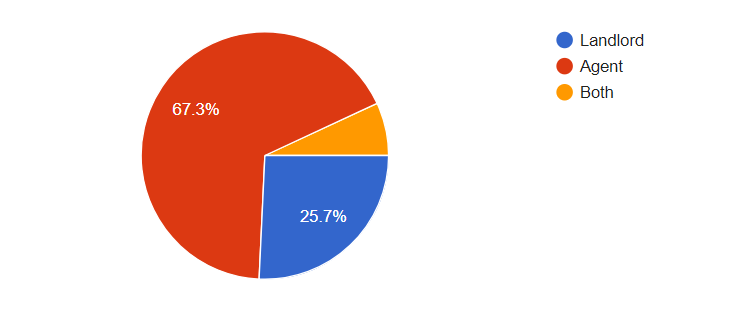 67.3%
25.7%
Landlord
Agent
Both